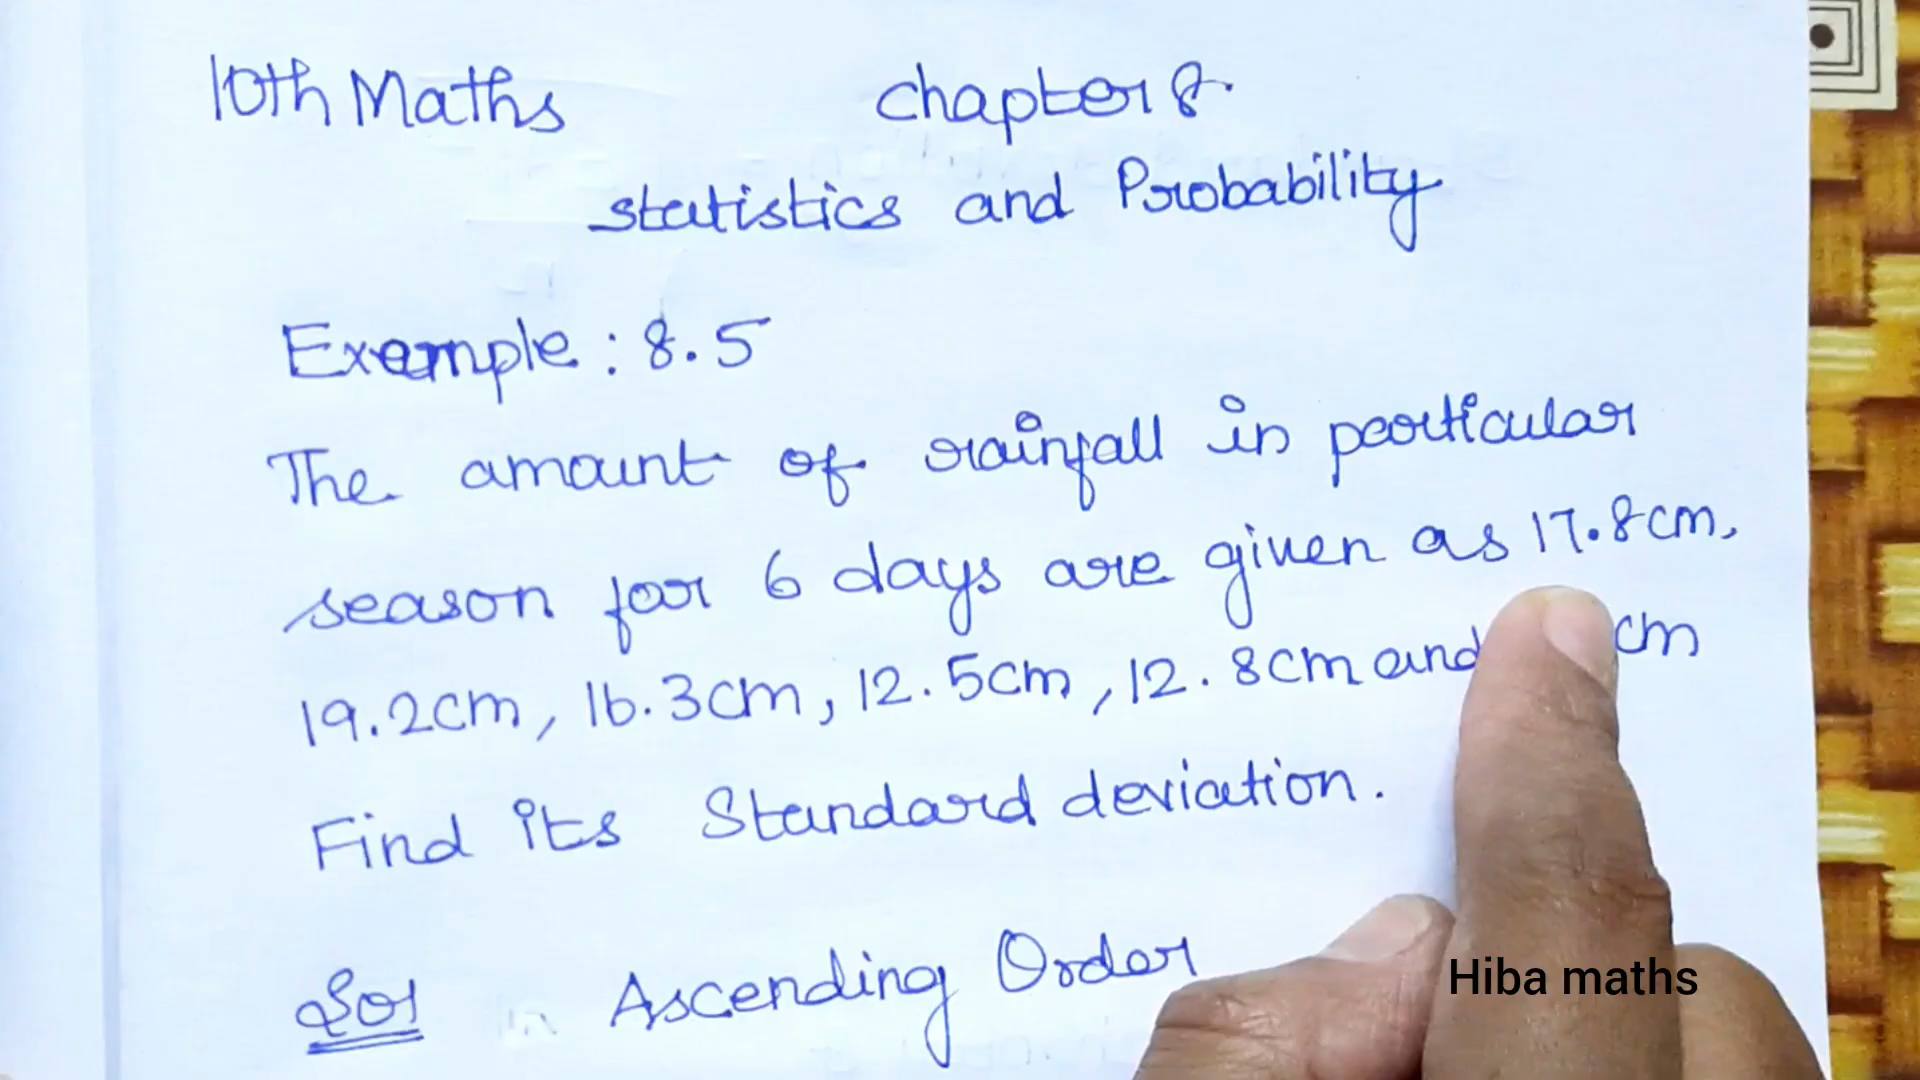 10th Maths Chapter 8.
Statistics and Probability
Example : 8.5
The amount of rainfall in particular
season for 6 days are given as 17.8cm,
19.2cm, 16.3cm, 12.5cm, 12.8cm and cm
Find its Standard deviation.
Sol Ascending Order
Hiba maths